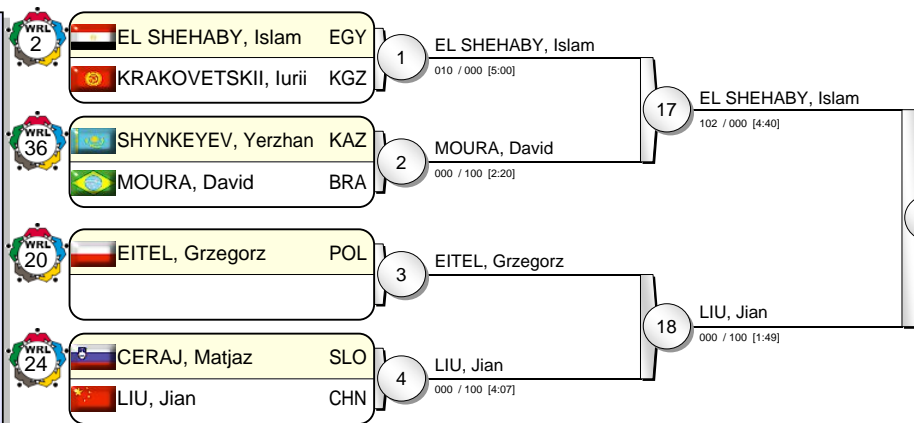 WRL
2
EL SHEHABY, Islam EGY
KRAKOVETSKII, Iurii KGZ
1
EL SHEHABY, Islam
010 / 000 [5:00]
WRL
36
SHYNKEYEV, Yerzhan KAZ
MOURA, David BRA
2
MOURA, David
000 / 100 [2:20]
17
EL SHEHABY, Islam
102 / 000 [4:40]
WRL
20
EITEL, Grzegorz POL
3
EITEL, Grzegorz
WRL
24
CERAJ, Matjaz SLO
LIU, Jian CHN
4
LIU, Jian
000 / 100 [4:07]
18
LIU, Jian
000 / 100 [1:49]